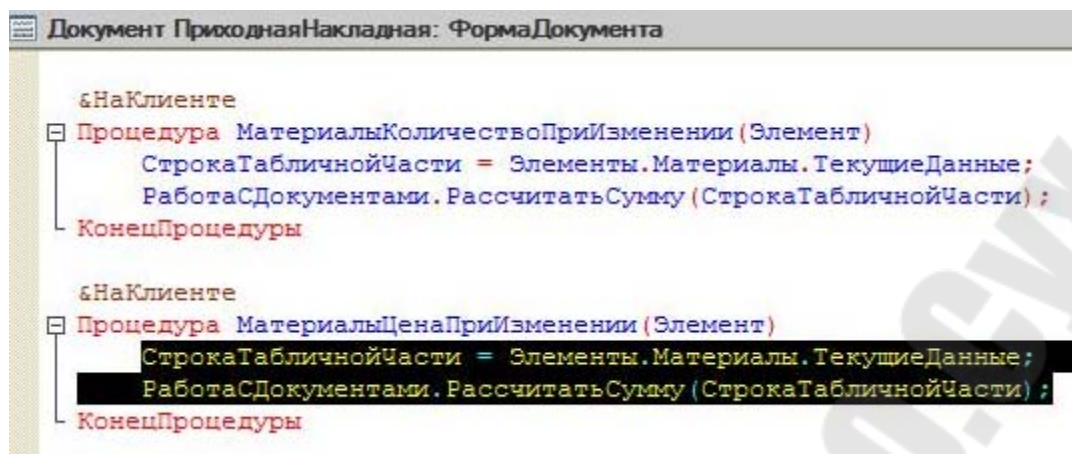 Документ ПриходнаяНакладная: ФормаДокумента
&НаКлиенте
Процедура МатериалыКоличествоПриИзменении(Элемент)
СтрокаТабличнойЧасти = Элементы.Материалы.ТекущиеДанные;
РаботаСДокументами.РассчитатьСумму(СтрокаТабличнойЧасти);
КонецПроцедуры
&НаКлиенте
Процедура МатериалыЦенаПриИзменении(Элемент)
СтрокаТабличнойЧасти = Элементы.Материалы.ТекущиеДанные;
РаботаСДокументами.РассчитатьСумму(СтрокаТабличнойЧасти);
КонецПроцедуры